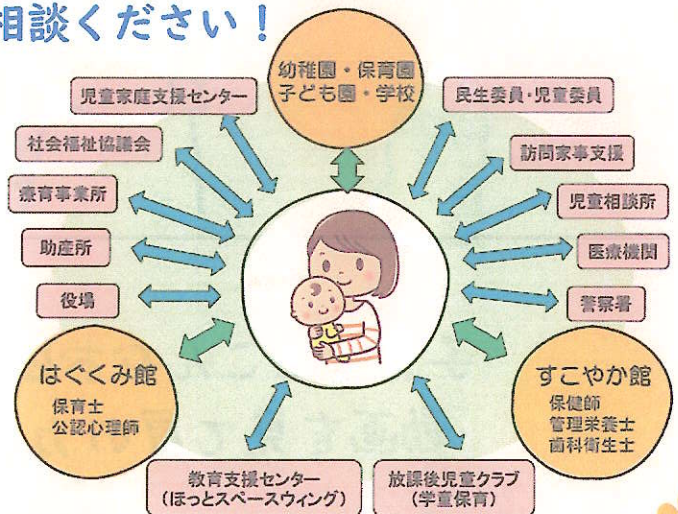 相談ください！
幼稚園・保育園
子ども園・学校
児童家庭支援センター
民生委員・児童委員
社会福祉協議会
訪問家事支援
療育事業所
児童相談所
助産所
医療機関
役場
警察署
はぐくみ館
保育士
公認心理師
すこやか館
保健師
管理栄養士
歯科衛生士
教育支援センター
（ほっとスペースウィング）
放課後児童クラブ
（学童保育）